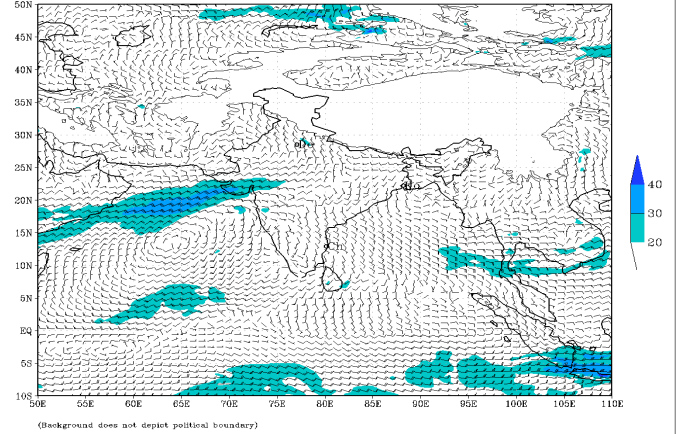 50N
45N
40N
35N
30N
25N
20N
15N
10N
5N
EQ
5S
10S
50E 55E 60E 65E 70E 75E 80E 85E 90E 95E 100E 105E 110E
40
30
20
(Background does not depict political boundary)